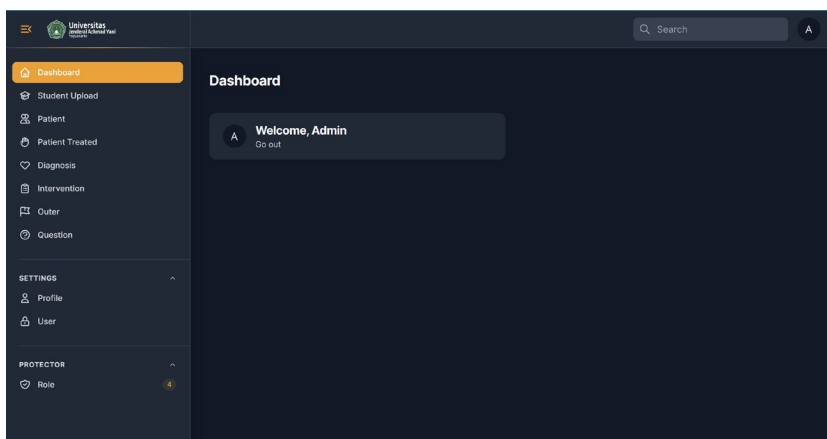 Universitas
Jenderal Achmad Yani
Yogyakarta
Search
A
Dashboard
Student Upload
Patient
Patient Treated
Diagnosis
Intervention
Outer
Question
SETTINGS
Profile
User
PROTECTOR
Role
4
Dashboard
A
Welcome, Admin
Go out